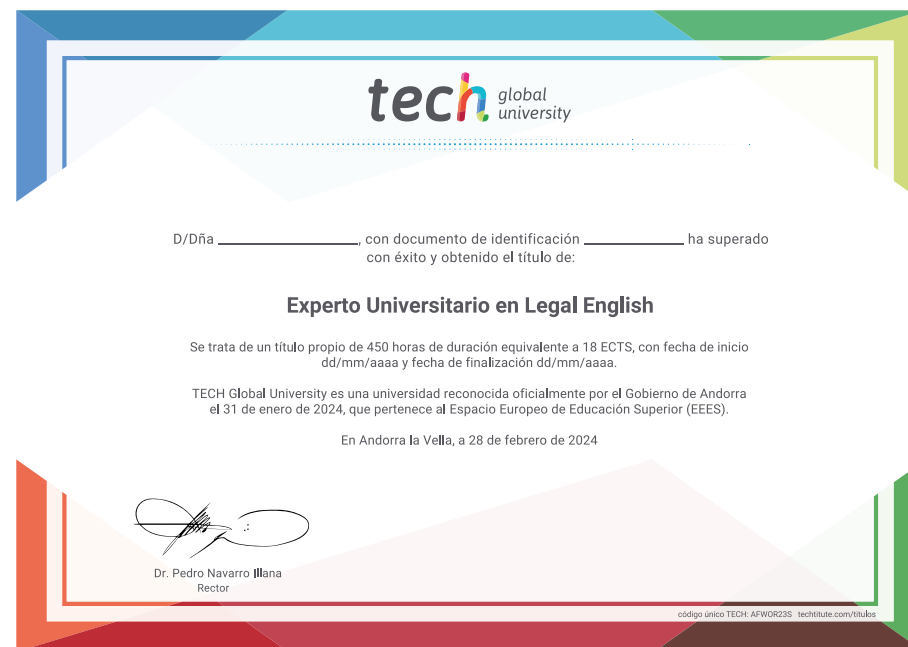 tech global university
D/Dña ____________________, con documento de identificación ______________ ha superado
con éxito y obtenido el título de:
Experto Universitario en Legal English
Se trata de un título propio de 450 horas de duración equivalente a 18 ECTS, con fecha de inicio
dd/mm/aaaa y fecha de finalización dd/mm/aaaa.
TECH Global University es una universidad reconocida oficialmente por el Gobierno de Andorra
el 31 de enero de 2024, que pertenece al Espacio Europeo de Educación Superior (EEES).
En Andorra la Vella, a 28 de febrero de 2024
Dr. Pedro Navarro Illana
Rector
código único TECH: AFWOR23S techtitute.com/titulos